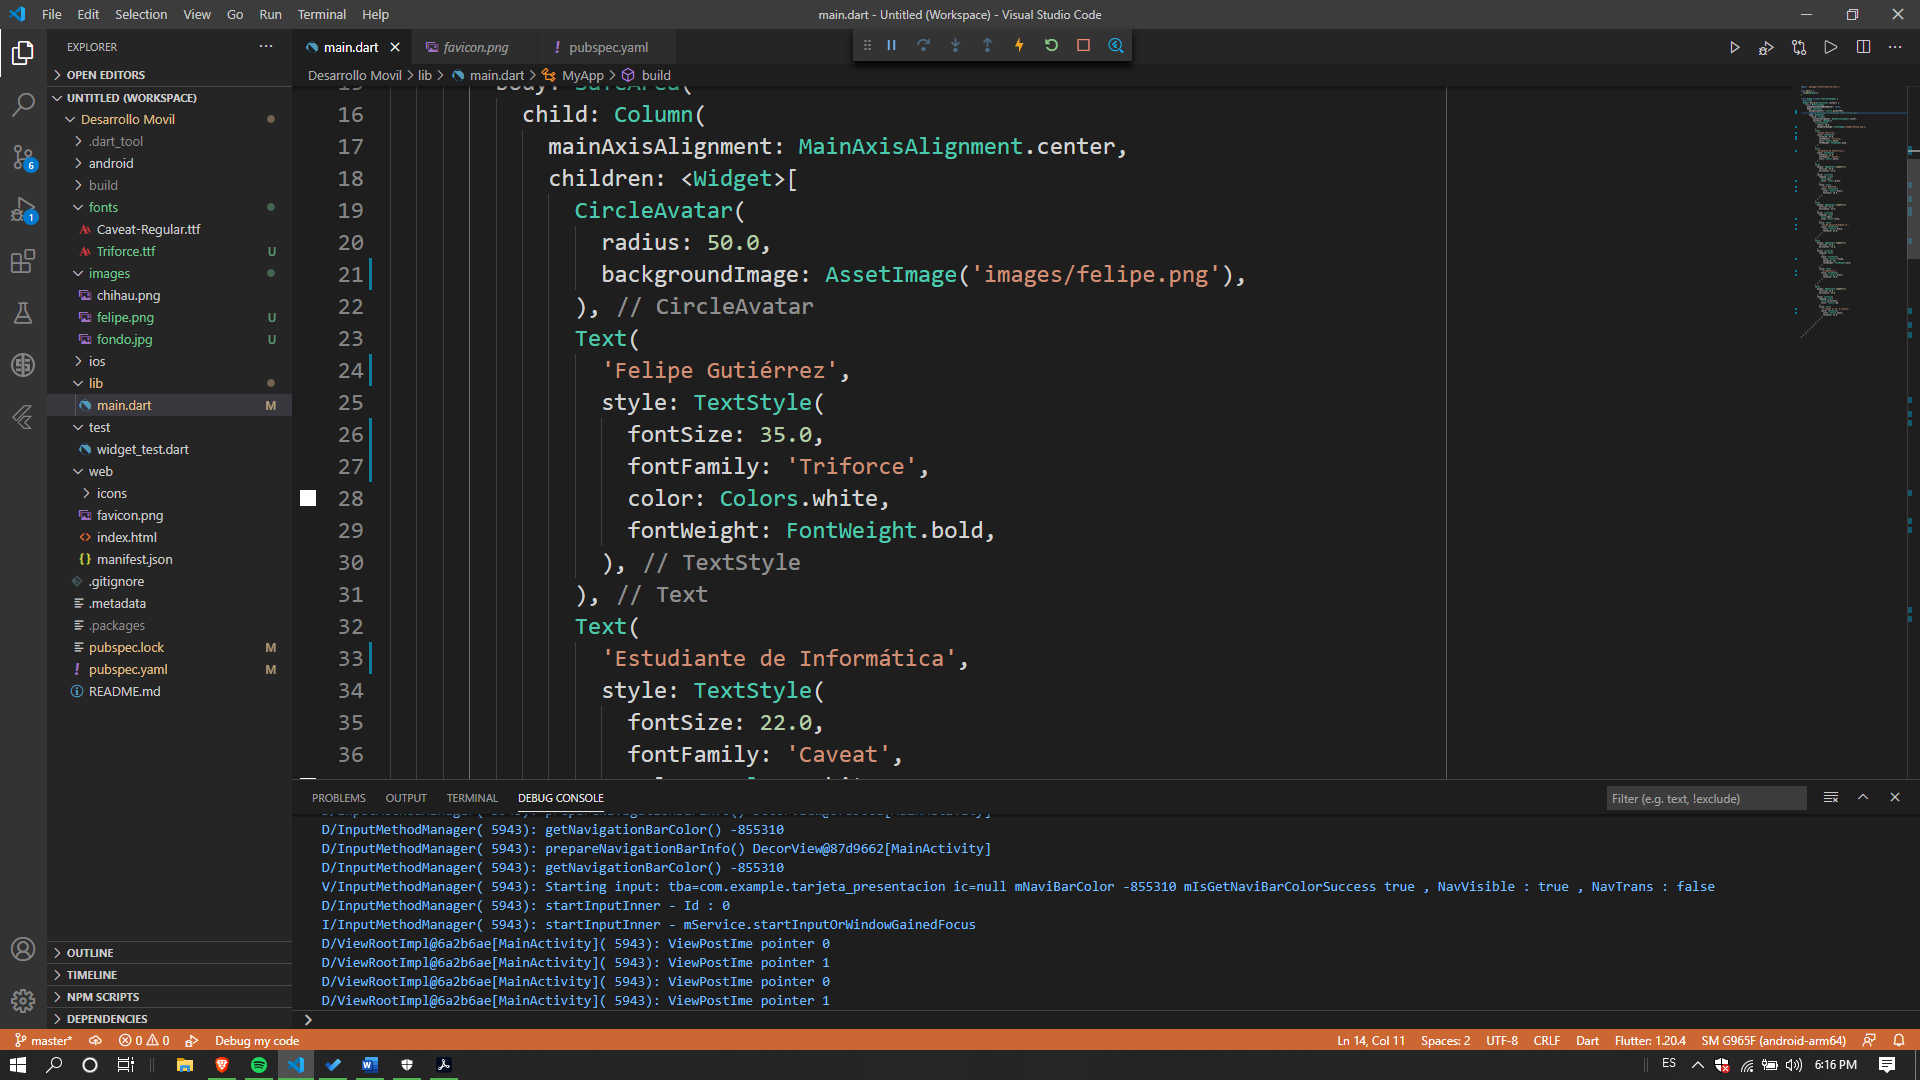 File Edit Selection View Go Run Terminal Help
main.dart - Untitled (Workspace) - Visual Studio Code
EXPLORER
OPEN EDITORS
UNTITLED (WORKSPACE)
Desarrollo Movil
.dart_tool
android
build
fonts
Caveat-Regular.ttf
Triforce.ttf U
images
chihau.png
felipe.png U
fondo.jpg U
ios
lib
main.dart M
test
widget_test.dart
web
icons
favicon.png
index.html
manifest.json
.gitignore
.metadata
.packages
pubspec.lock M
pubspec.yaml M
README.md
OUTLINE
TIMELINE
NPM SCRIPTS
DEPENDENCIES
6
1
main.dart favicon.png pubspec.yaml
Desarrollo Movil > lib > main.dart > MyApp > build
15 body: SafeArea(
16 child: Column(
17 mainAxisAlignment: MainAxisAlignment.center,
18 children: <Widget>[
19 CircleAvatar(
20 radius: 50.0,
21 backgroundImage: AssetImage('images/felipe.png'),
22 ), // CircleAvatar
23 Text(
24 'Felipe Gutiérrez',
25 style: TextStyle(
26 fontSize: 35.0,
27 fontFamily: 'Triforce',
28 color: Colors.white,
29 fontWeight: FontWeight.bold,
30 ), // TextStyle
31 ), // Text
32 Text(
33 'Estudiante de Informática',
34 style: TextStyle(
35 fontSize: 22.0,
36 fontFamily: 'Caveat',
PROBLEMS OUTPUT TERMINAL DEBUG CONSOLE
Filter (e.g. text, !exclude)
D/InputMethodManager( 5943): getNavigationBarColor() -855310
D/InputMethodManager( 5943): prepareNavigationBarInfo() DecorView@87d9662[MainActivity]
D/InputMethodManager( 5943): getNavigationBarColor() -855310
V/InputMethodManager( 5943): Starting input: tba=com.example.tarjeta_presentacion ic=null mNaviBarColor -855310 mIsGetNaviBarColorSuccess true , NavVisible : true , NavTrans : false
D/InputMethodManager( 5943): startInputInner - Id : 0
I/InputMethodManager( 5943): startInputInner - mService.startInputOrWindowGainedFocus
D/ViewRootImpl@6a2b6ae[MainActivity]( 5943): ViewPostIme pointer 0
D/ViewRootImpl@6a2b6ae[MainActivity]( 5943): ViewPostIme pointer 1
D/ViewRootImpl@6a2b6ae[MainActivity]( 5943): ViewPostIme pointer 0
D/ViewRootImpl@6a2b6ae[MainActivity]( 5943): ViewPostIme pointer 1
master* 0 0 Debug my code
Ln 14, Col 11 Spaces: 2 UTF-8 CRLF Dart Flutter: 1.20.4 SM G965F (android-arm64)
ES 6:16 PM